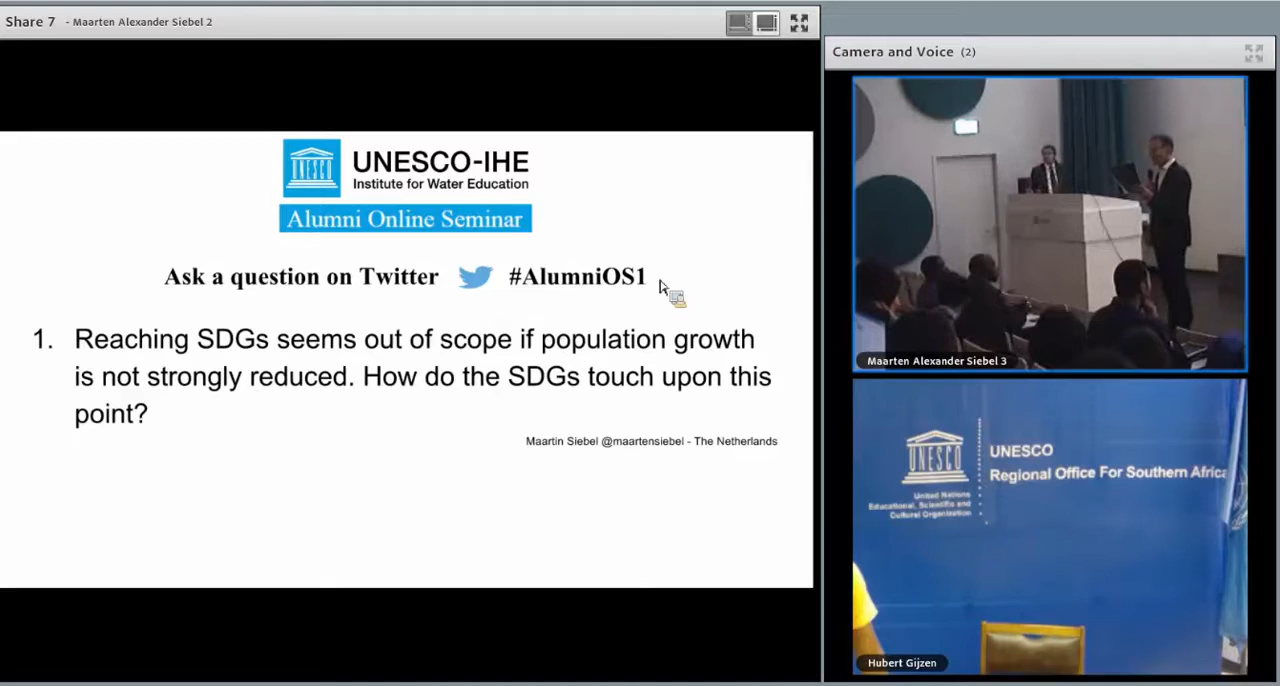 Share 7 - Maarten Alexander Siebel 2
UNESCO
UNESCO-IHE
Institute for Water Education
Alumni Online Seminar
Ask a question on Twitter #AlumniOS1
1. Reaching SDGs seems out of scope if population growth
is not strongly reduced. How do the SDGs touch upon this
point?
Maartin Siebel @maartensiebel - The Netherlands
Camera and Voice (2)
Maarten Alexander Siebel 3
UNESCO
United Nations
Educational, Scientific and
Cultural Organization
UNESCO
Regional Office For Southern Africa
Hubert Gijzen